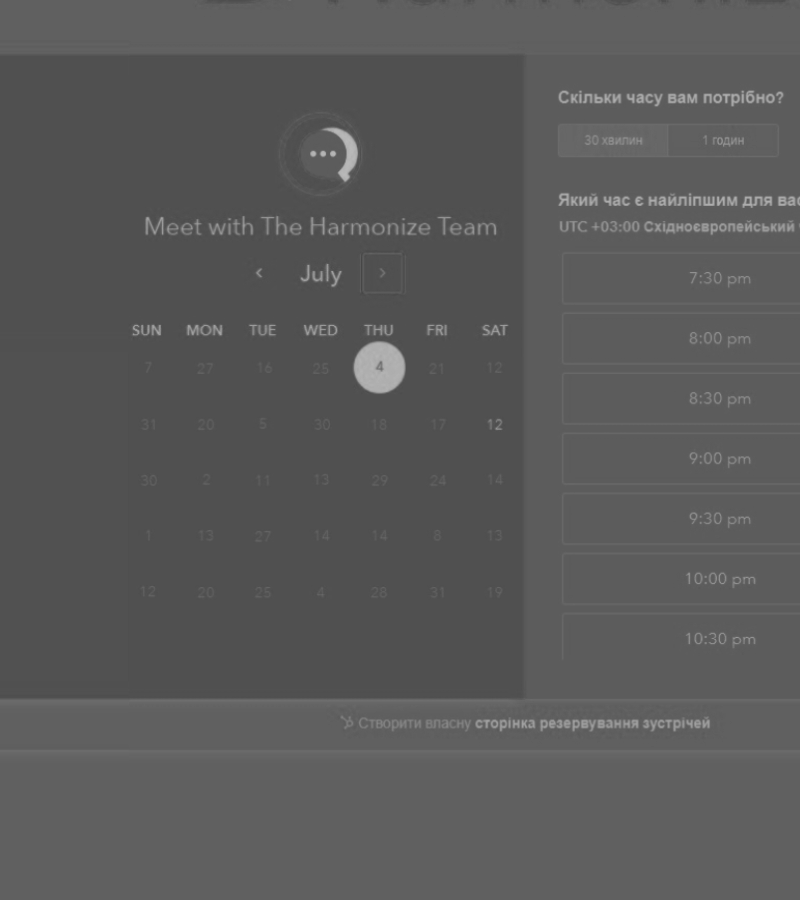 Meet with The Harmonize Team
July
SUN MON TUE WED THU FRI SAT
7 27 16 25 4 21 12
31 20 5 30 18 17 12
30 2 11 13 29 24 14
1 13 27 14 14 8 13
12 20 25 4 28 31 19
Скільки часу вам потрібно?
30 хвилин 1 годин
Який час є найліпшим для
UTC +03:00 Східноєвропейський
7:30 pm
8:00 pm
8:30 pm
9:00 pm
9:30 pm
10:00 pm
10:30 pm
Створити власну сторінка резервування зустрічей